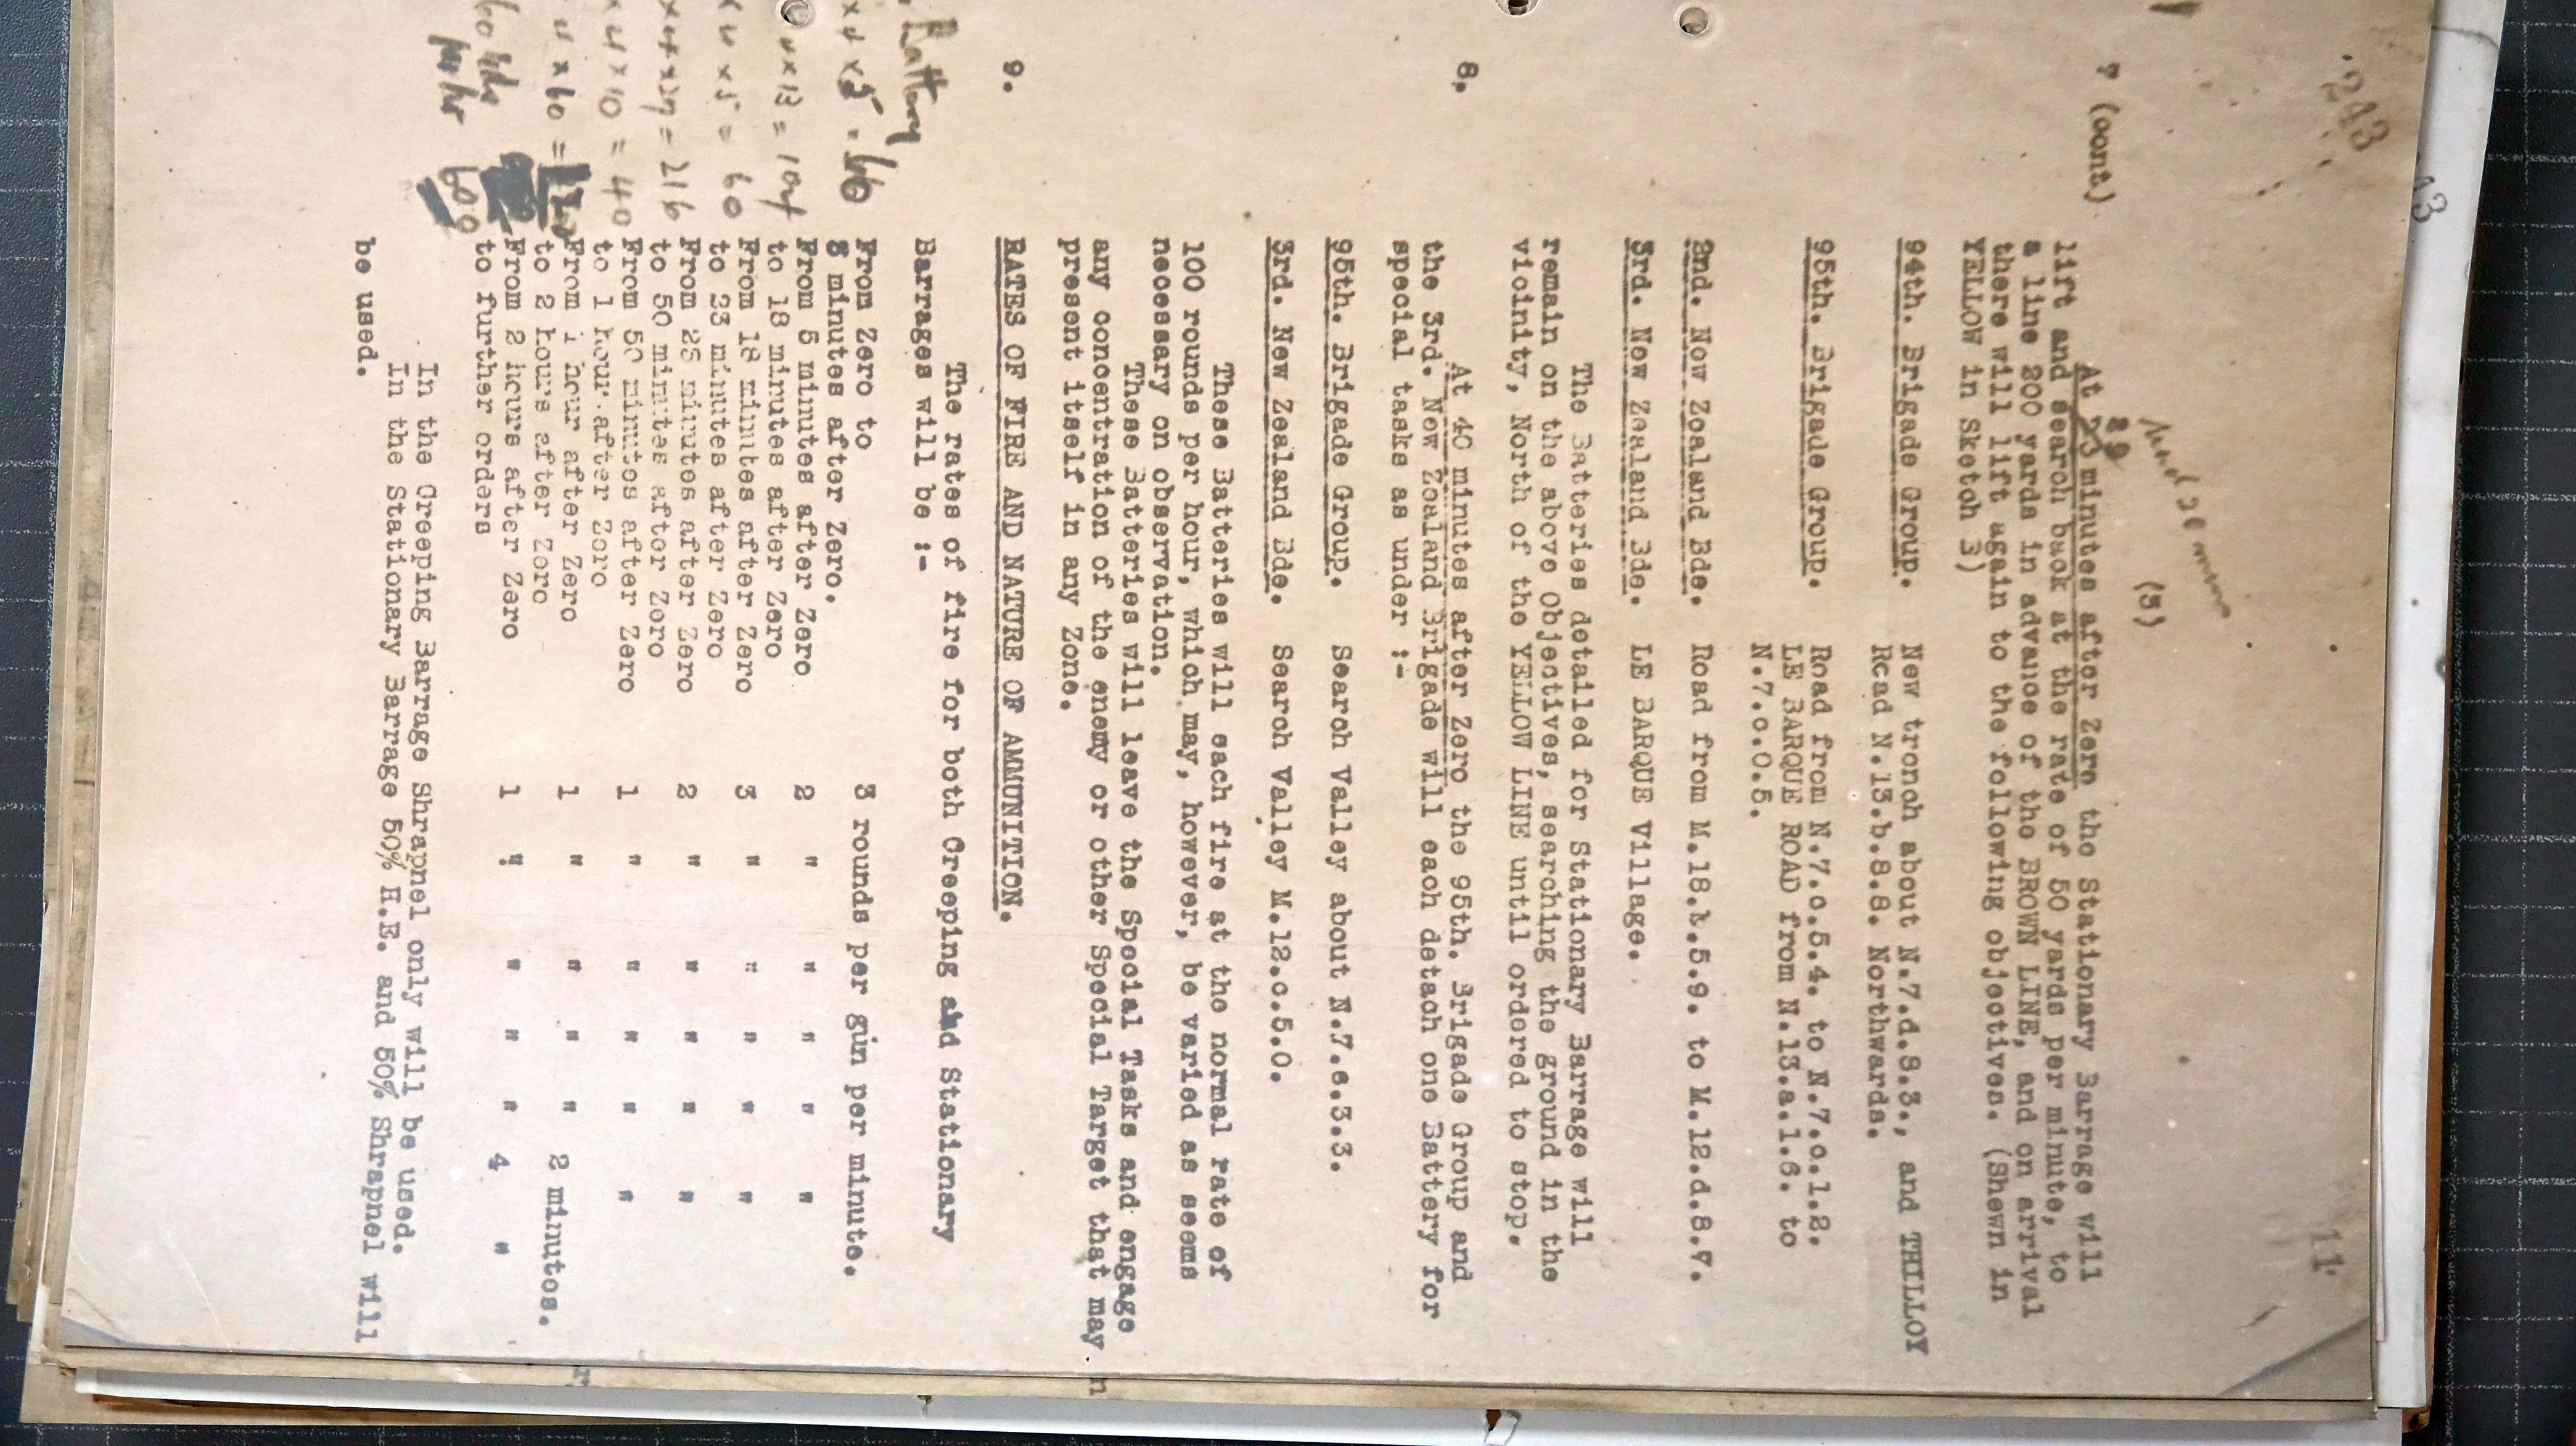 243
11.
(5)
7 (cont)
29
At 23 minutes after Zero the Stationary Barrage will
lift and search back at the rate of 50 yards per minute, to
a line 200 yards in advance of the BROWN LINE, and on arrival
there will lift again to the following objectives. (Shewn in
YELLOW in Sketch 3)
94th. Brigade Group. New trench about N.7.d.8.3., and THILLOY
Road N.13.b.8.8. Northwards.
95th. Brigade Group. Road from N.7.c.5.4. to N.7.c.1.2.
LE BARQUE ROAD from N.13.a.1.6. to
N.7.c.0.5.
2nd. New Zealand Bde. Road from M.18.b.5.9. to M.12.d.8.7.
3rd. New Zealand Bde. LE BARQUE Village.
The Batteries detailed for Stationary Barrage will
remain on the above Objectives, searching the ground in the
vicinity, North of the YELLOW LINE until ordered to stop.
8. At 40 minutes after Zero the 95th. Brigade Group and
the 3rd. New Zealand Brigade will each detach one Battery for
special tasks as under :-
95th. Brigade Group. Search Valley about N.7.c.3.3.
3rd. New Zealand Bde. Search Valley M.12.c.5.0.
These Batteries will each fire at the normal rate of
100 rounds per hour, which may, however, be varied as seems
necessary on observation.
These Batteries will leave the Special Tasks and engage
any concentration of the enemy or other Special Target that may
present itself in any Zone.
9. RATES OF FIRE AND NATURE OF AMMUNITION.
The rates of fire for both Creeping and Stationary
Barrages will be :-
Battery
From Zero to
5 minutes after Zero. 3 rounds per gun per minute.
x 4 x 5 = 60
From 5 minutes after Zero
to 18 minutes after Zero 2 " " " " "
x 4 x 13 = 104
From 18 minutes after Zero
to 23 minutes after Zero 3 " " " " "
x 4 x 5 = 60
From 23 minutes after Zero
to 50 minutes after Zero 2 " " " " "
x 4 x 27 = 216
From 50 minutes after Zero
to 1 hour after Zero 1 " " " " "
x 4 x 10 = 40
From 1 hour after Zero
to 2 hours after Zero 1 " " " " 2 minutes.
" x 60 =
From 2 hours after Zero
to further orders 1 " " " " 4 "
60 rds
per hr 600
In the Creeping Barrage Shrapnel only will be used.
In the Stationary Barrage 50% H.E. and 50% Shrapnel will
be used.